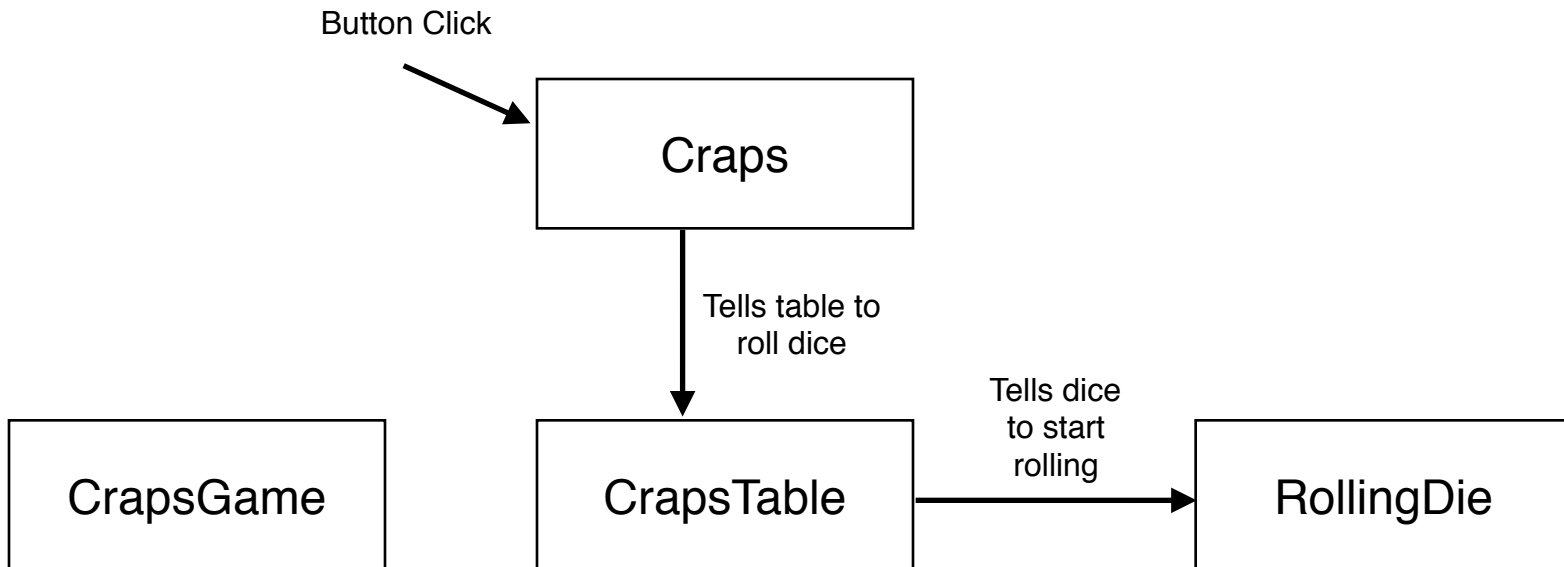 Button Click
Craps
Tells table to
roll dice
Tells dice
to start
rolling
CrapsGame
CrapsTable
RollingDie